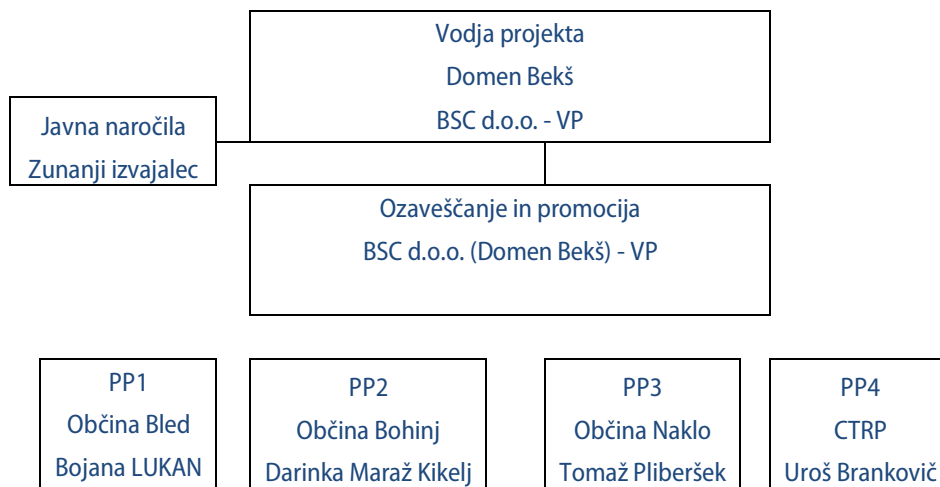 Vodja projekta
Domen Bekš
BSC d.o.o. - VP
Javna naročila
Zunanji izvajalec
Ozaveščanje in promocija
BSC d.o.o. (Domen Bekš) - VP
PP1
Občina Bled
Bojana LUKAN
PP2
Občina Bohinj
Darinka Maraž Kikelj
PP3
Občina Naklo
Tomaž Pliberšek
PP4
CTRP
Uroš Brankovič